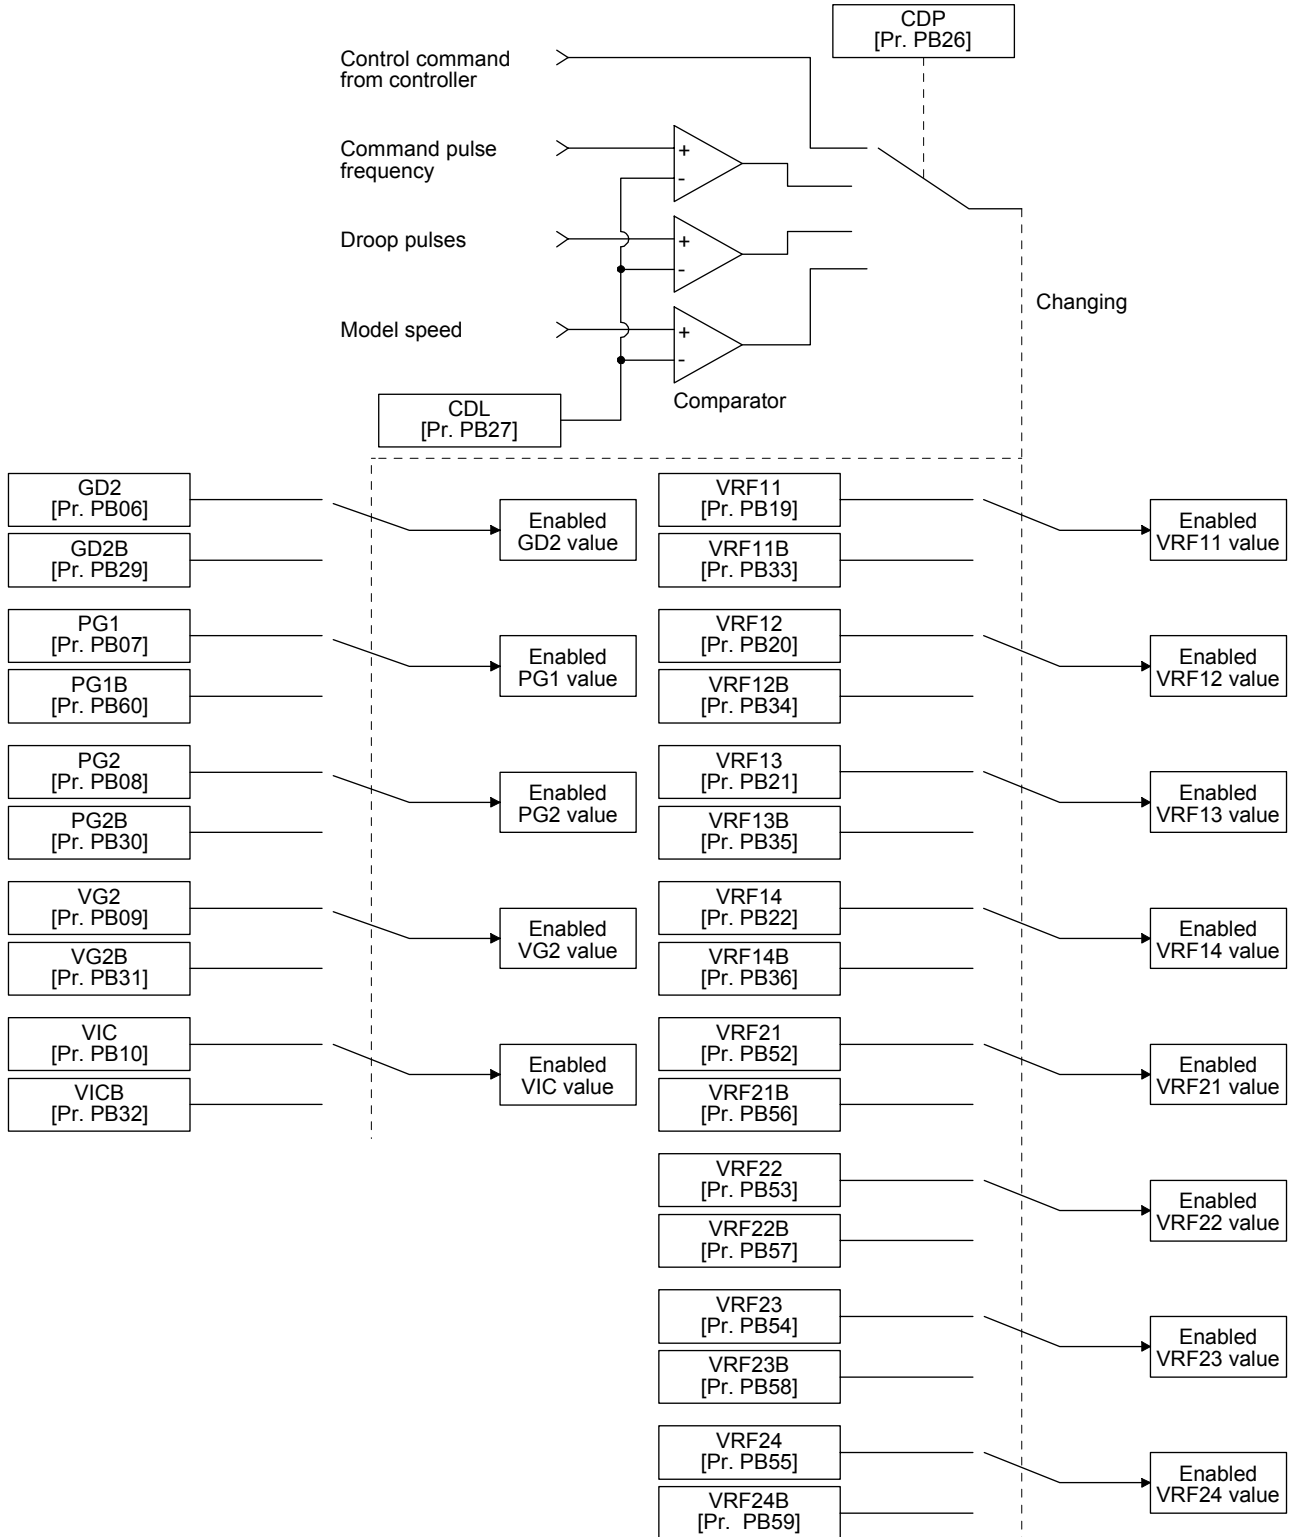 CDP
[Pr. PB26]
Control command
from controller
Command pulse
frequency
+
-
Droop pulses
+
-
Changing
Model speed
+
-
Comparator
CDL
[Pr. PB27]
GD2
[Pr. PB06]
GD2B
[Pr. PB29]
Enabled
GD2 value
PG1
[Pr. PB07]
PG1B
[Pr. PB60]
Enabled
PG1 value
PG2
[Pr. PB08]
PG2B
[Pr. PB30]
Enabled
PG2 value
VG2
[Pr. PB09]
VG2B
[Pr. PB31]
Enabled
VG2 value
VIC
[Pr. PB10]
VICB
[Pr. PB32]
Enabled
VIC value
VRF11
[Pr. PB19]
VRF11B
[Pr. PB33]
Enabled
VRF11 value
VRF12
[Pr. PB20]
VRF12B
[Pr. PB34]
Enabled
VRF12 value
VRF13
[Pr. PB21]
VRF13B
[Pr. PB35]
Enabled
VRF13 value
VRF14
[Pr. PB22]
VRF14B
[Pr. PB36]
Enabled
VRF14 value
VRF21
[Pr. PB52]
VRF21B
[Pr. PB56]
Enabled
VRF21 value
VRF22
[Pr. PB53]
VRF22B
[Pr. PB57]
Enabled
VRF22 value
VRF23
[Pr. PB54]
VRF23B
[Pr. PB58]
Enabled
VRF23 value
VRF24
[Pr. PB55]
VRF24B
[Pr. PB59]
Enabled
VRF24 value